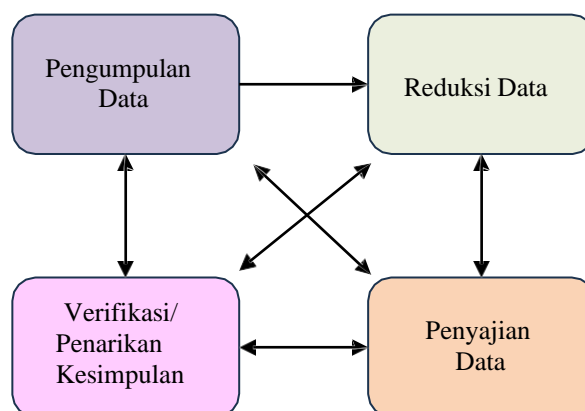 Pengumpulan
Data
Reduksi Data
Verifikasi/
Penarikan
Kesimpulan
Penyajian
Data